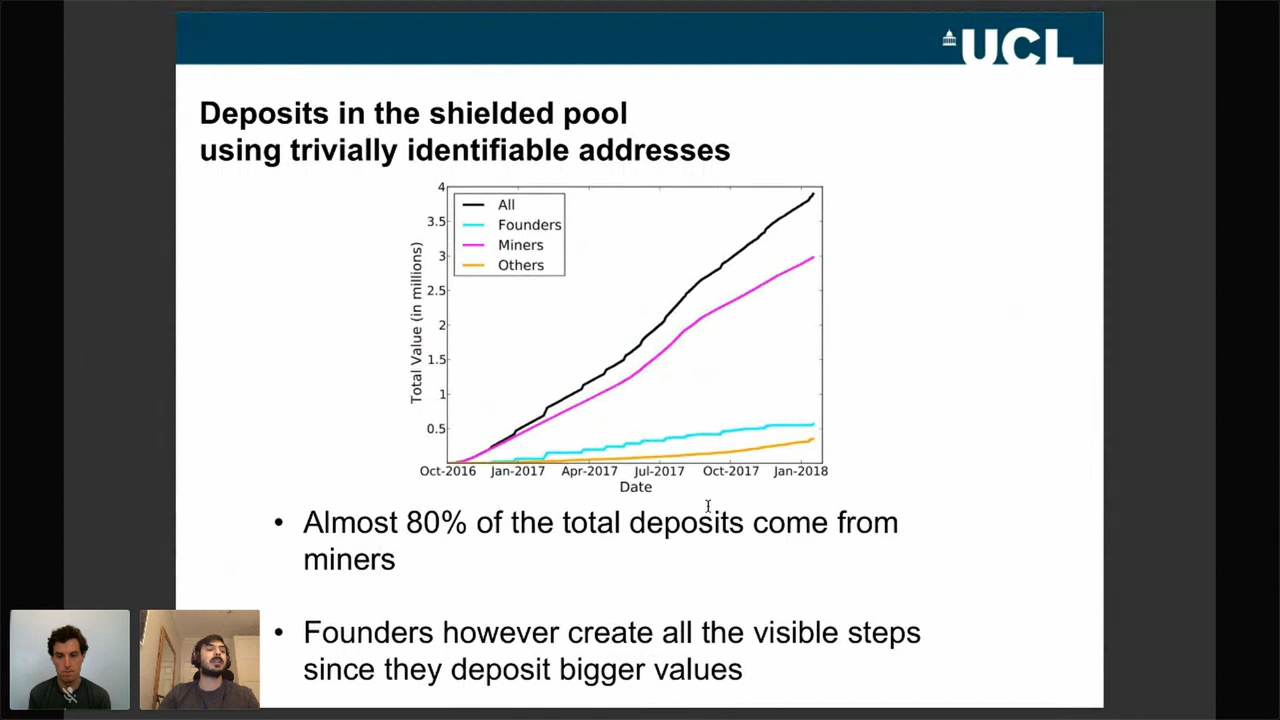 UCL
Deposits in the shielded pool
using trivially identifiable addresses
4
3.5
3
2.5
2
1.5
1
0.5
Total Value (in millions)
All
Founders
Miners
Others
Oct-2016 Jan-2017 Apr-2017 Jul-2017 Oct-2017 Jan-2018
Date
• Almost 80% of the total deposits come from
miners
• Founders however create all the visible steps
since they deposit bigger values